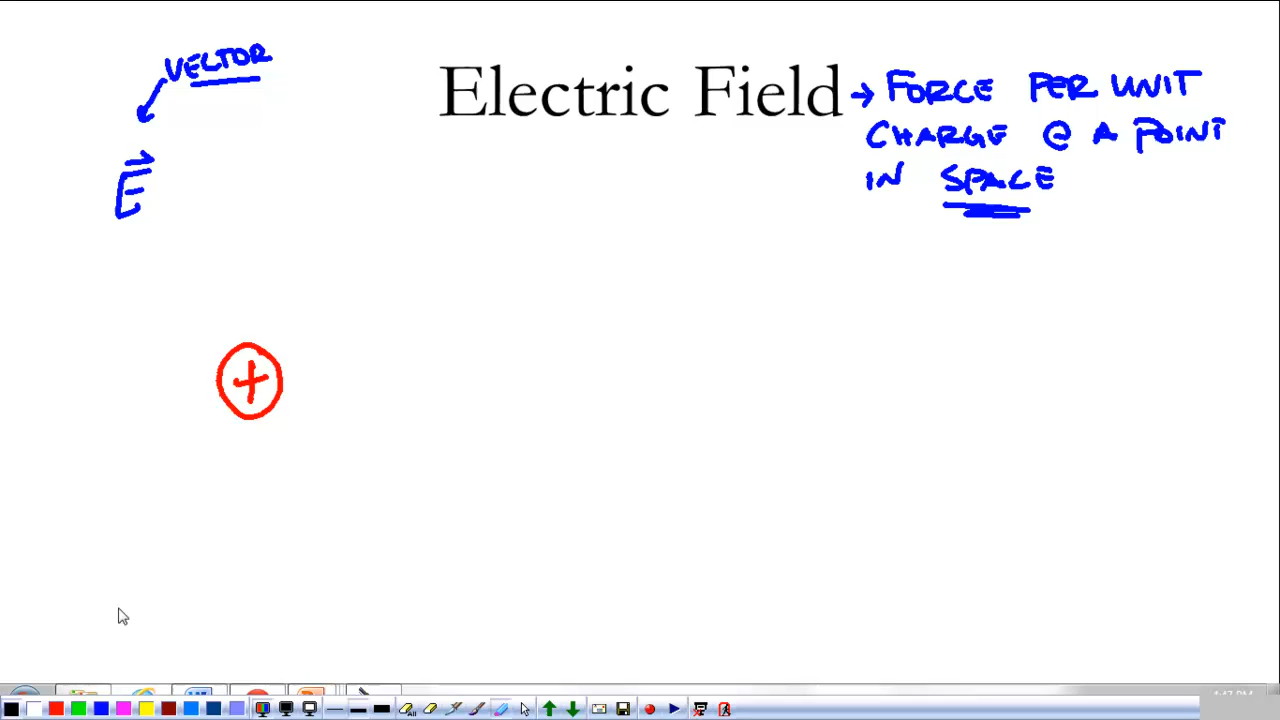 VECTOR
Electric Field → FORCE PER UNIT
CHARGE @ A POINT
IN SPACE
E
+